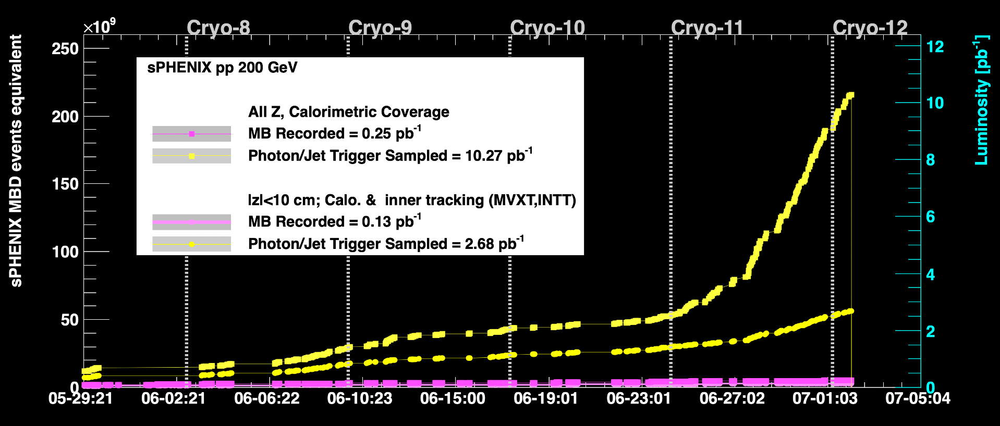 ×10⁹
Cryo-8
Cryo-9
Cryo-10
Cryo-11
Cryo-12
sPHENIX MBD events equivalent
250
200
150
100
50
0
sPHENIX pp 200 GeV
All Z, Calorimetric Coverage
MB Recorded = 0.25 pb⁻¹
Photon/Jet Trigger Sampled = 10.27 pb⁻¹
|z|<10 cm; Calo. & inner tracking (MVXT,INTT)
MB Recorded = 0.13 pb⁻¹
Photon/Jet Trigger Sampled = 2.68 pb⁻¹
12
10
8
6
4
2
0
Luminosity [pb⁻¹]
05-29:21
06-02:21
06-06:22
06-10:23
06-15:00
06-19:01
06-23:01
06-27:02
07-01:03
07-05:04